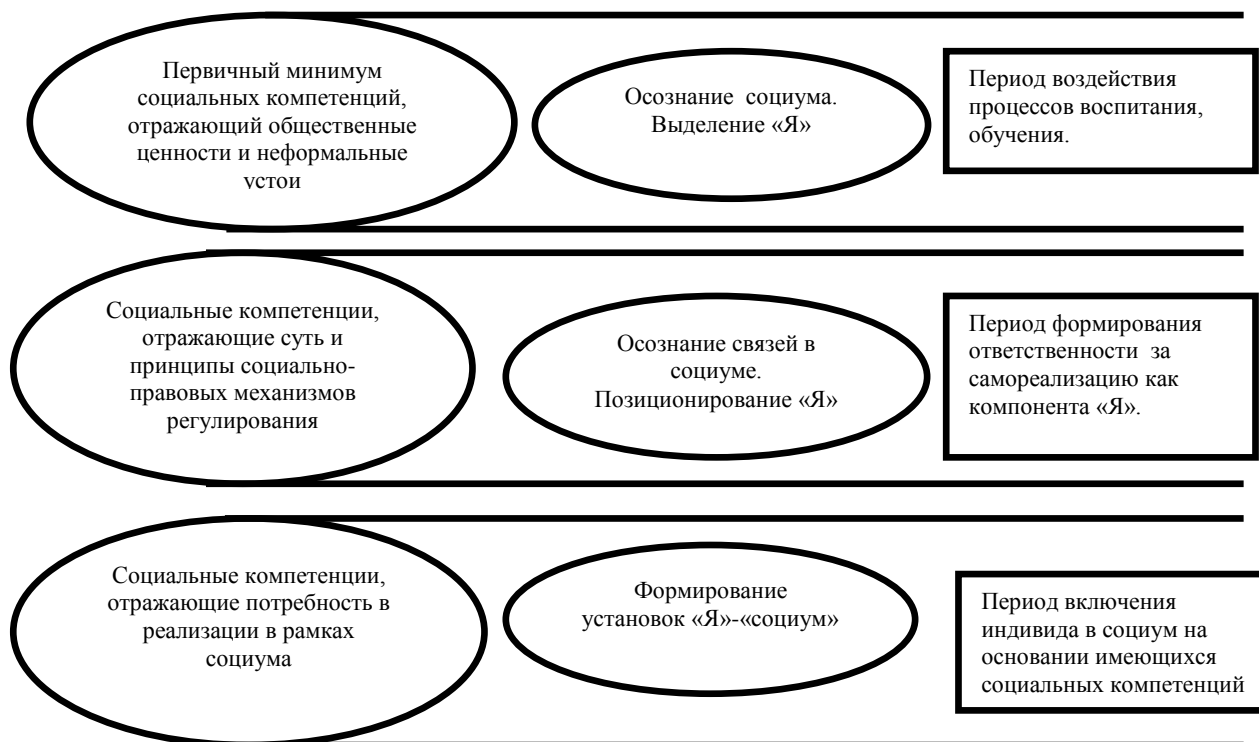 Первичный минимум
социальных компетенций,
отражающий общественные
ценности и неформальные
устои
Осознание социума.
Выделение «Я»
Период воздействия
процессов воспитания,
обучения.
Социальные компетенции,
отражающие суть и
принципы социально-
правовых механизмов
регулирования
Осознание связей в
социуме.
Позиционирование «Я»
Период формирования
ответственности за
самореализацию как
компонента «Я».
Социальные компетенции,
отражающие потребность в
реализации в рамках
социума
Формирование
установок «Я»-«социум»
Период включения
индивида в социум на
основании имеющихся
социальных компетенций